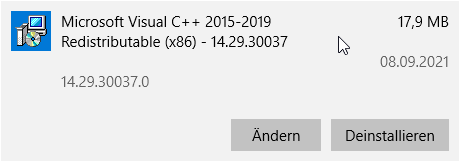 Microsoft Visual C++ 2015-2019
Redistributable (x86) - 14.29.30037
17,9 MB
08.09.2021
14.29.30037.0
Ändern
Deinstallieren